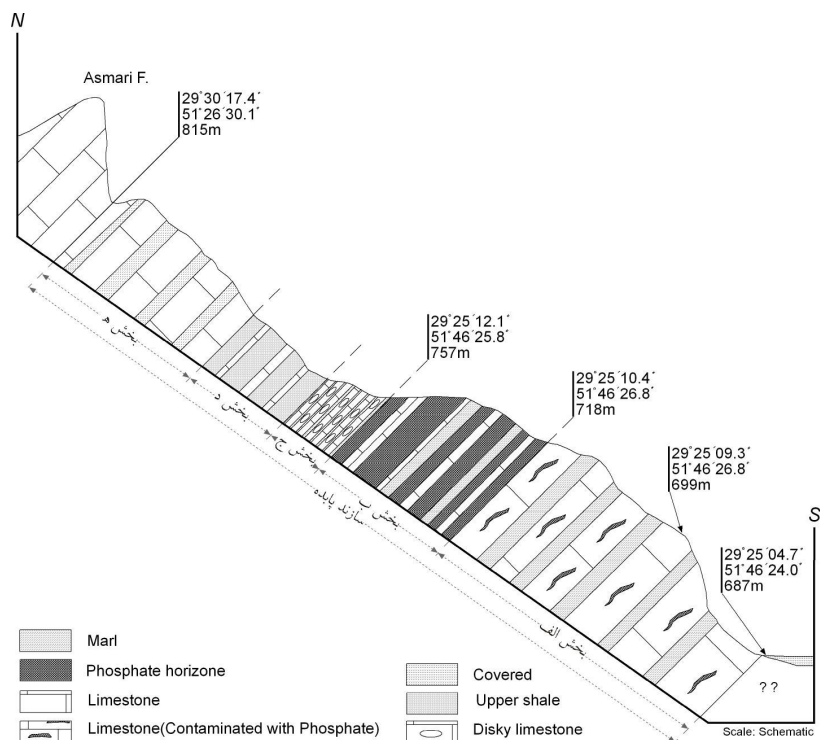 N
Asmari F.
29° 30 ´17.4˝
51° 26 ´30.1˝
815m
29° 25 ´12.1˝
51° 46 ´25.8˝
757m
29° 25 ´10.4˝
51° 46 ´26.8˝
718m
29° 25 ´09.3˝
51° 46 ´26.8˝
699m
S
29° 25 ´04.7˝
51° 46 ´24.0˝
687m
بخش ه
بخش د
بخش ج
بخش ب
سازند پابده
بخش الف
? ?
Scale: Schematic
Marl
Phosphate horizone
Limestone
Limestone(Contaminated with Phosphate)
Covered
Upper shale
Disky limestone